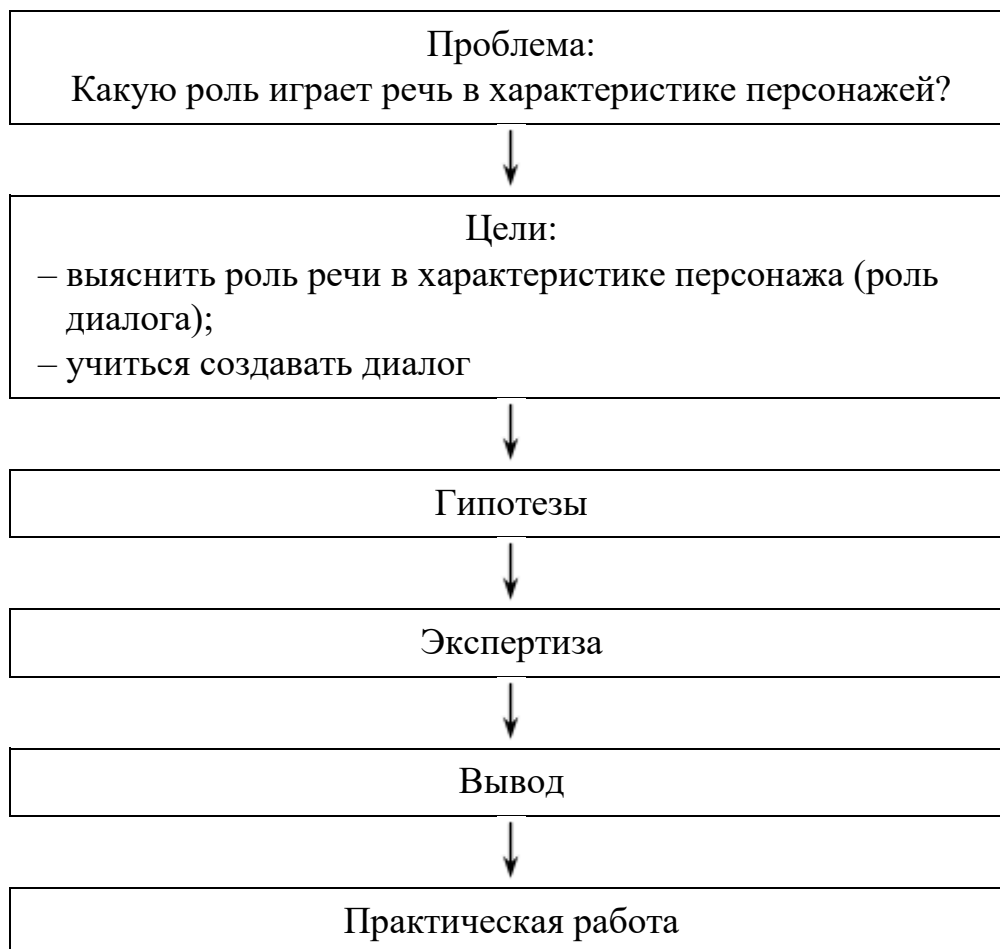 Проблема:
Какую роль играет речь в характеристике персонажей?
Цели:
– выяснить роль речи в характеристике персонажа (роль
диалога);
– учиться создавать диалог
Гипотезы
Экспертиза
Вывод
Практическая работа